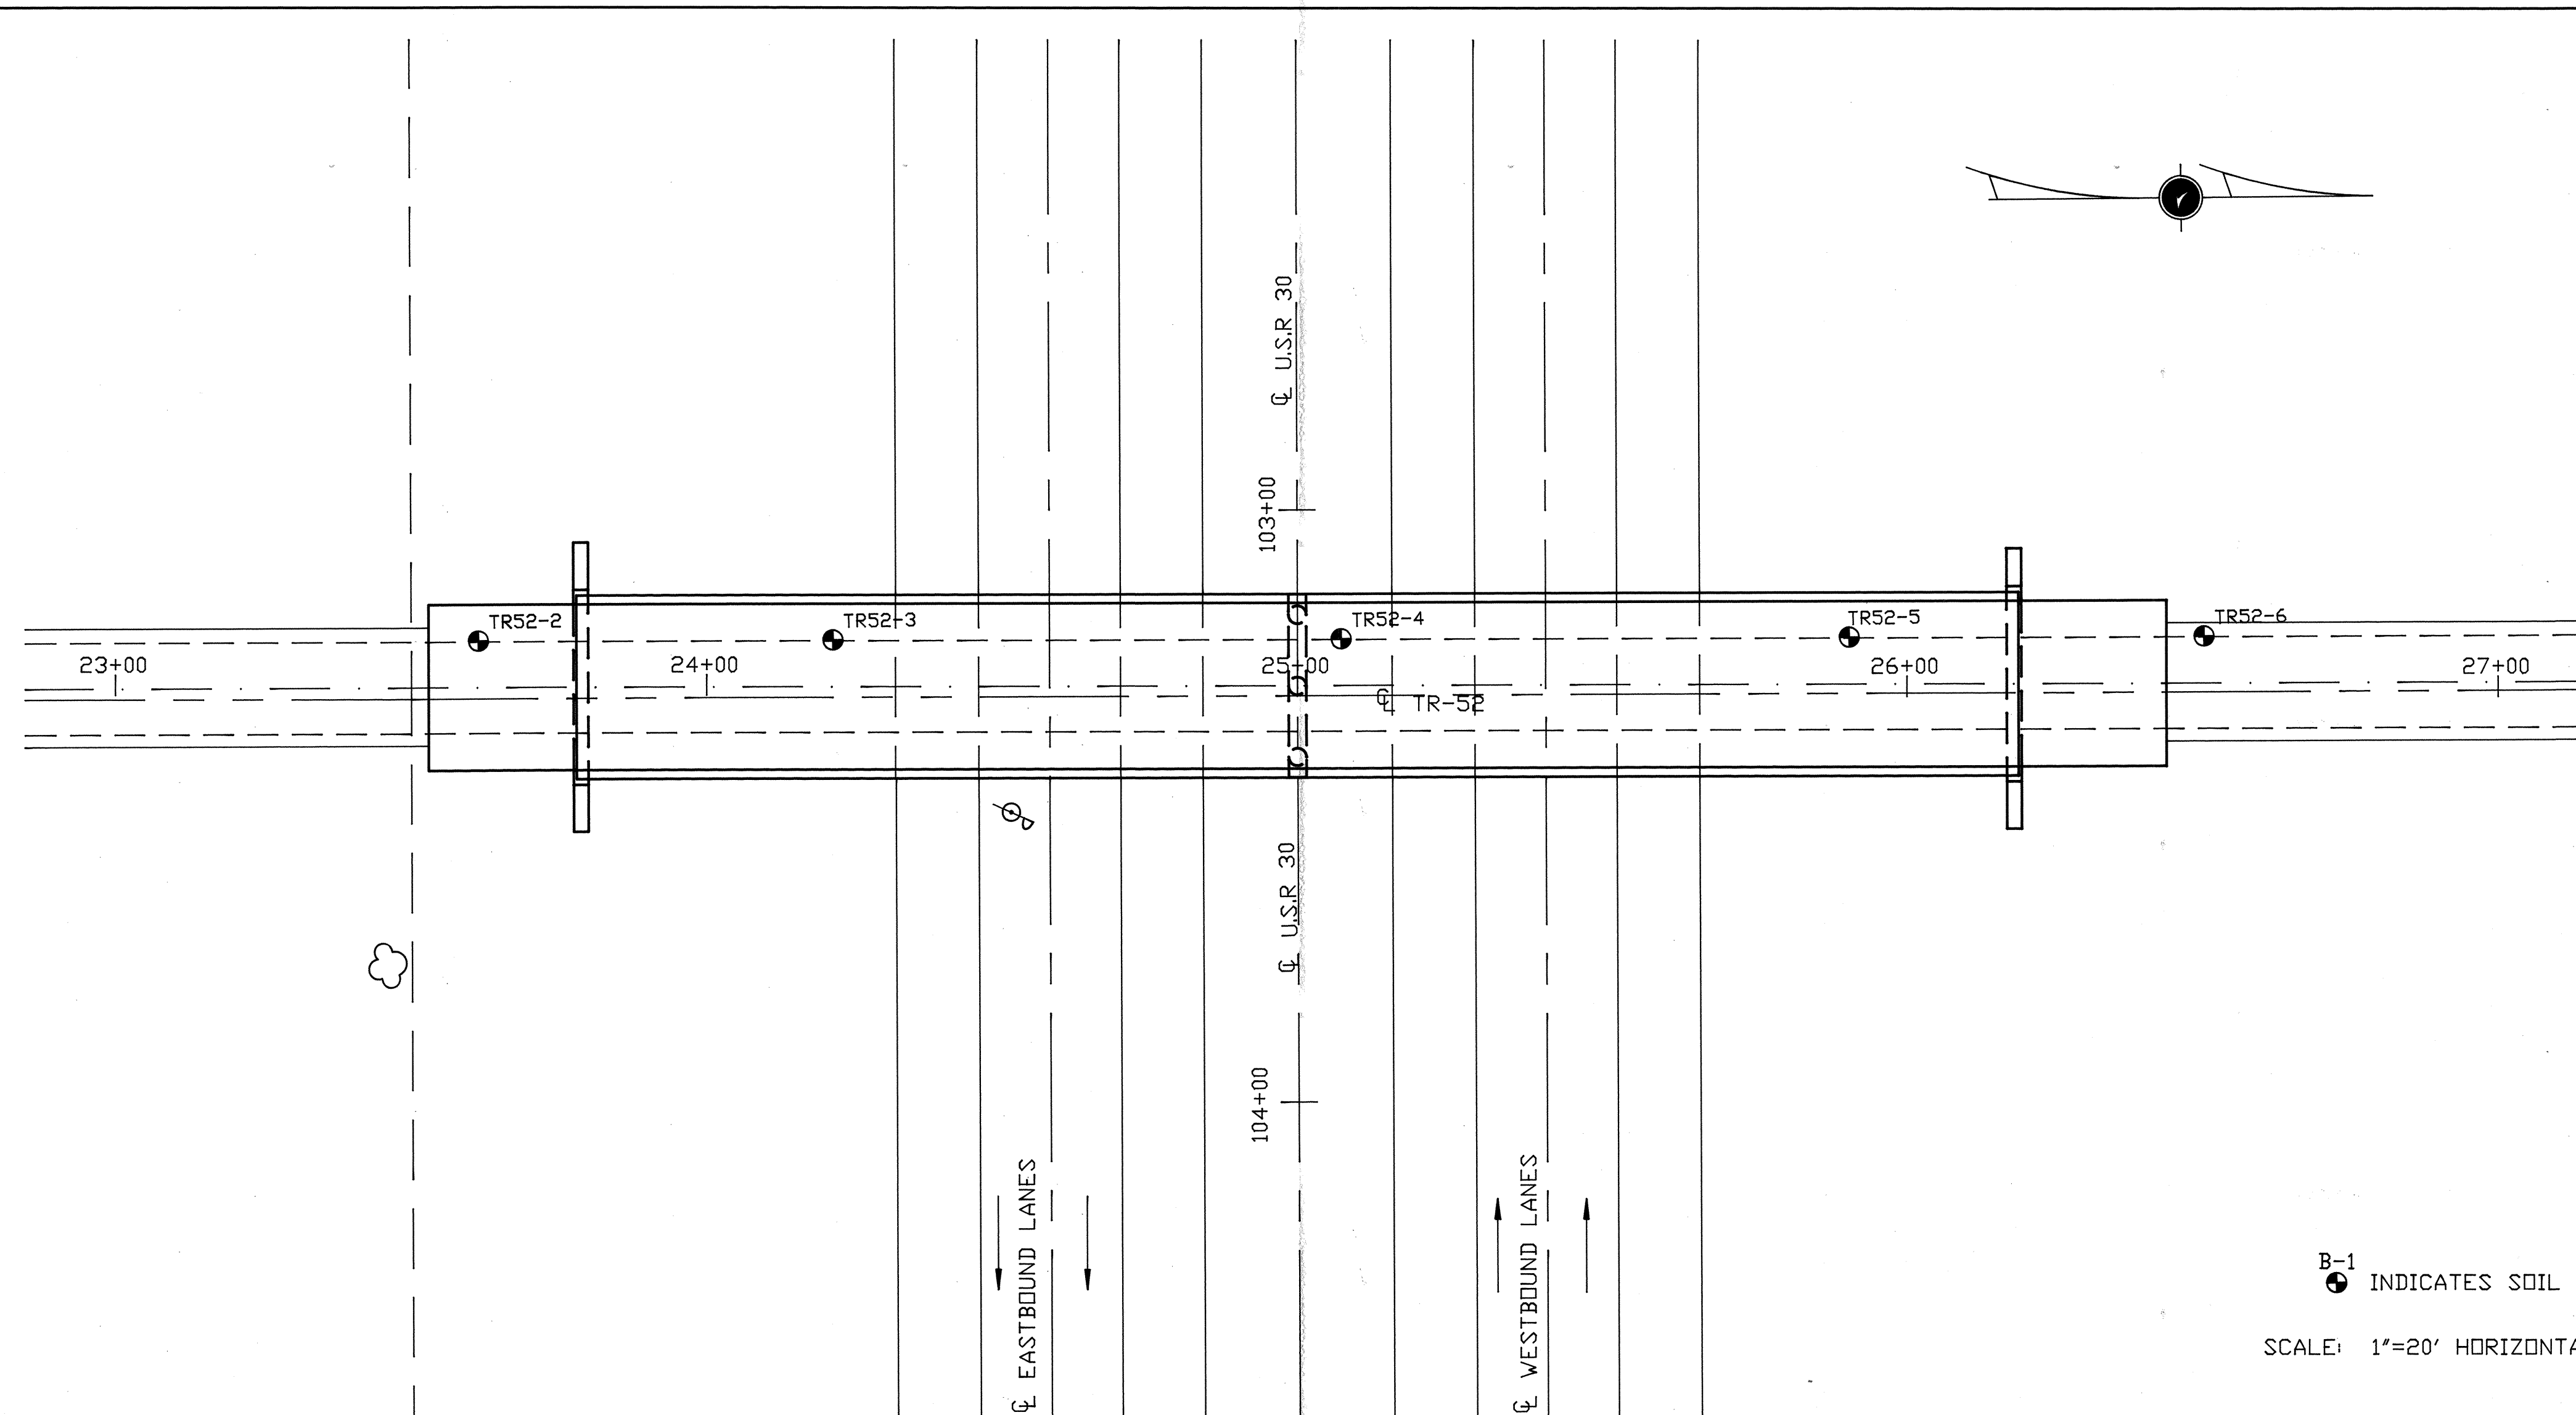 ℄ U.S.R 30
103+00
TR52-2
TR52-3
TR52-4
TR52-5
TR52-6
23+00
24+00
25+00
26+00
27+00
℄ TR-52
℄ U.S.R 30
104+00
℄ EASTBOUND LANES
℄ WESTBOUND LANES
B-1
INDICATES SOIL
SCALE: 1"=20' HORIZONTA